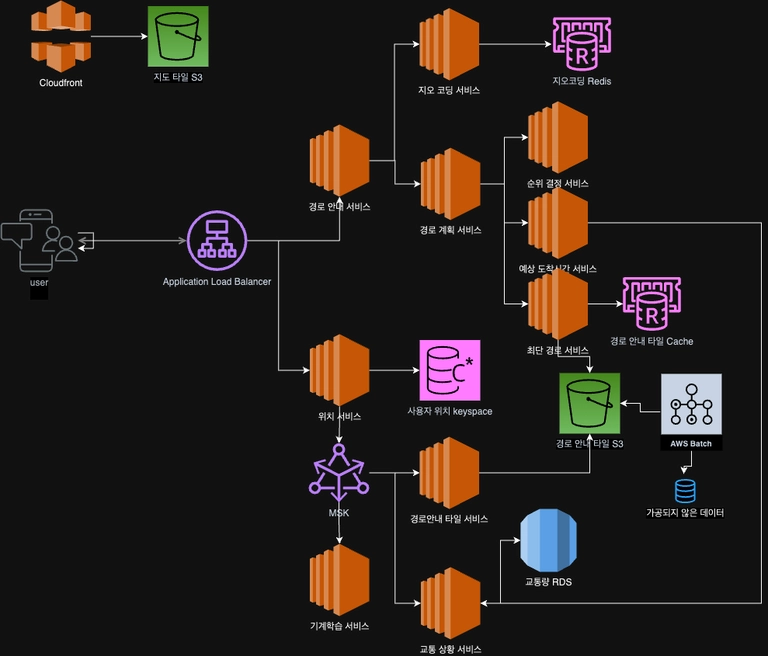 Cloudfront
지도 타일 S3
지오 코딩 서비스
R
지오코딩 Redis
경로 안내 서비스
경로 계획 서비스
순위 결정 서비스
예상 도착시간 서비스
user
Application Load Balancer
R
경로 안내 타일 Cache
최단 경로 서비스
C*
사용자 위치 keyspace
위치 서비스
경로 안내 타일 S3
AWS Batch
MSK
경로안내 타일 서비스
가공되지 않은 데이터
교통량 RDS
기계학습 서비스
교통 상황 서비스